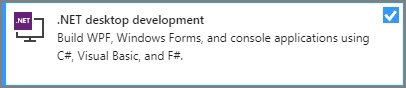 .NET
.NET desktop development
Build WPF, Windows Forms, and console applications using
C#, Visual Basic, and F#.